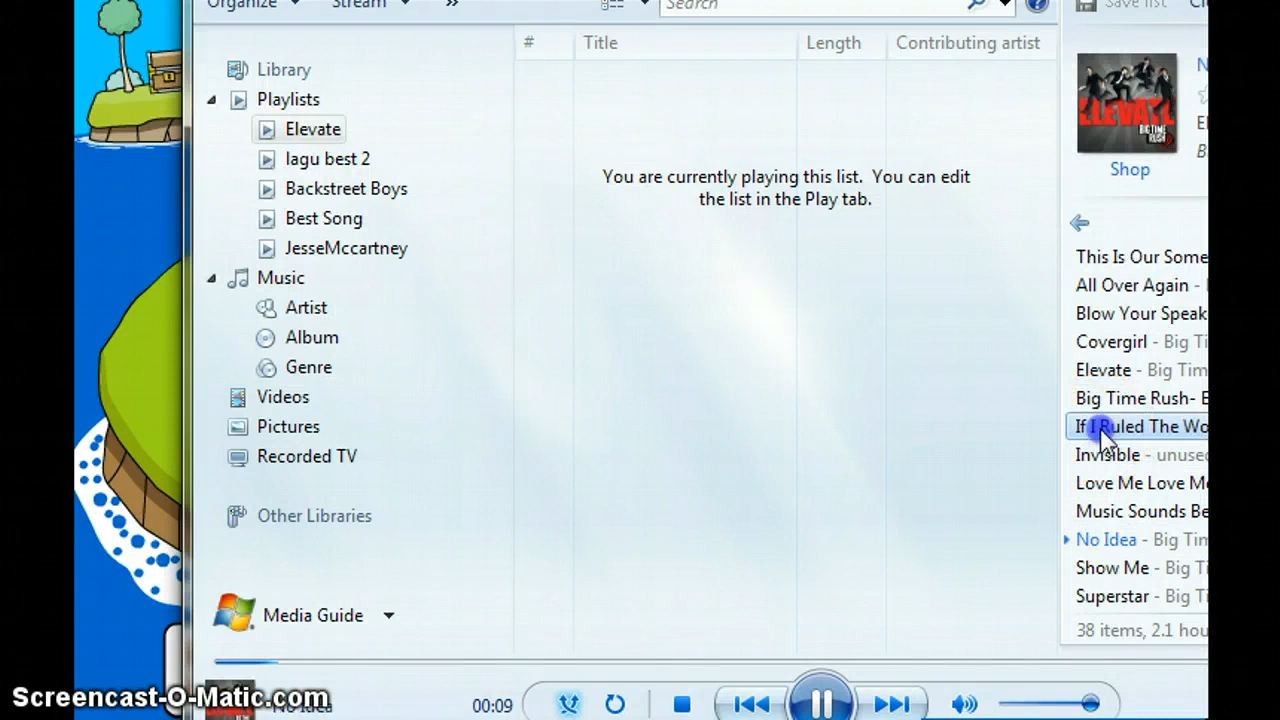 Organize Stream » Search Save list
# Title Length Contributing artist
Library
Playlists
Elevate
lagu best 2
Backstreet Boys
Best Song
JesseMccartney
Music
Artist
Album
Genre
Videos
Pictures
Recorded TV
Other Libraries
Media Guide
You are currently playing this list. You can edit
the list in the Play tab.
ELEVATE
BIG TIME
RUSH
Shop
This Is Our Some
All Over Again -
Blow Your Speak
Covergirl - Big Ti
Elevate - Big Tim
Big Time Rush- E
If I Ruled The Wo
Invisible - unused
Love Me Love Me
Music Sounds Be
No Idea - Big Tim
Show Me - Big Ti
Superstar - Big Ti
38 items, 2.1 hou
No Idea 00:09
Screencast-O-Matic.com